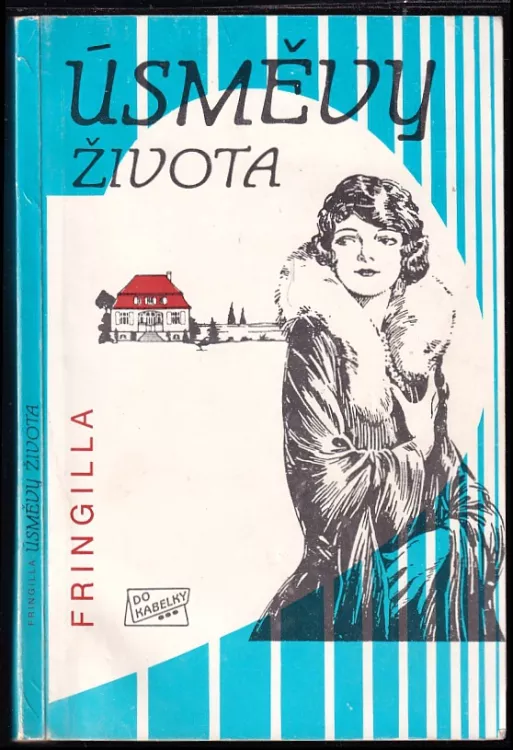 ÚSMĚVY
ŽIVOTA
FRINGILLA
DO
KABELKY
FRINGILLA ÚSMĚVY ŽIVOTA